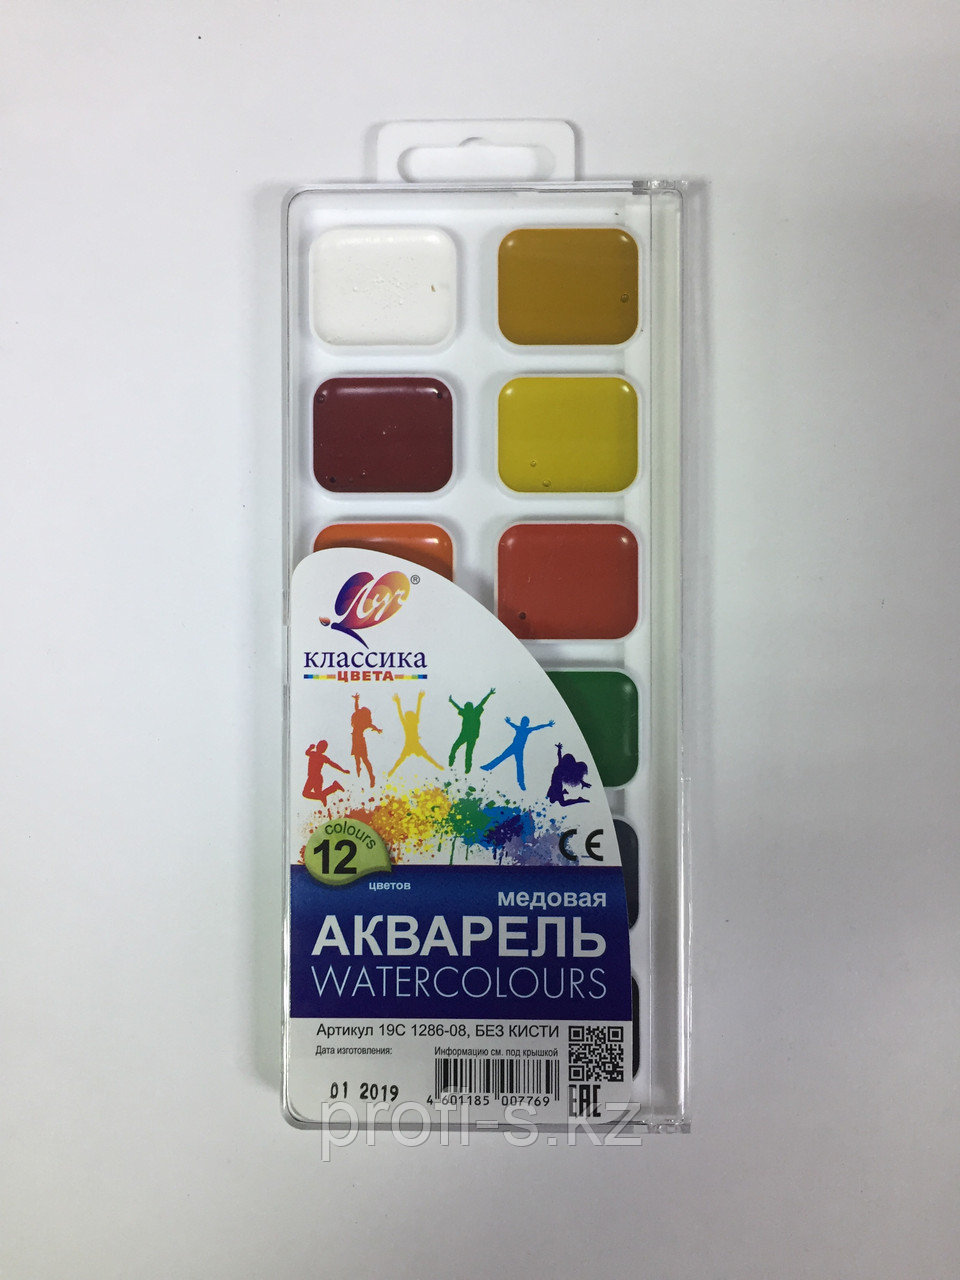 Луч®
классика
ЦВЕТА
colours
12
цветов
CE
медовая
АКВАРЕЛЬ
WATERCOLOURS
Артикул 19С 1286-08, БЕЗ КИСТИ
Дата изготовления:
Информацию см. под крышкой
01 2019
4 601185 007769
EAC
profi-s.kz